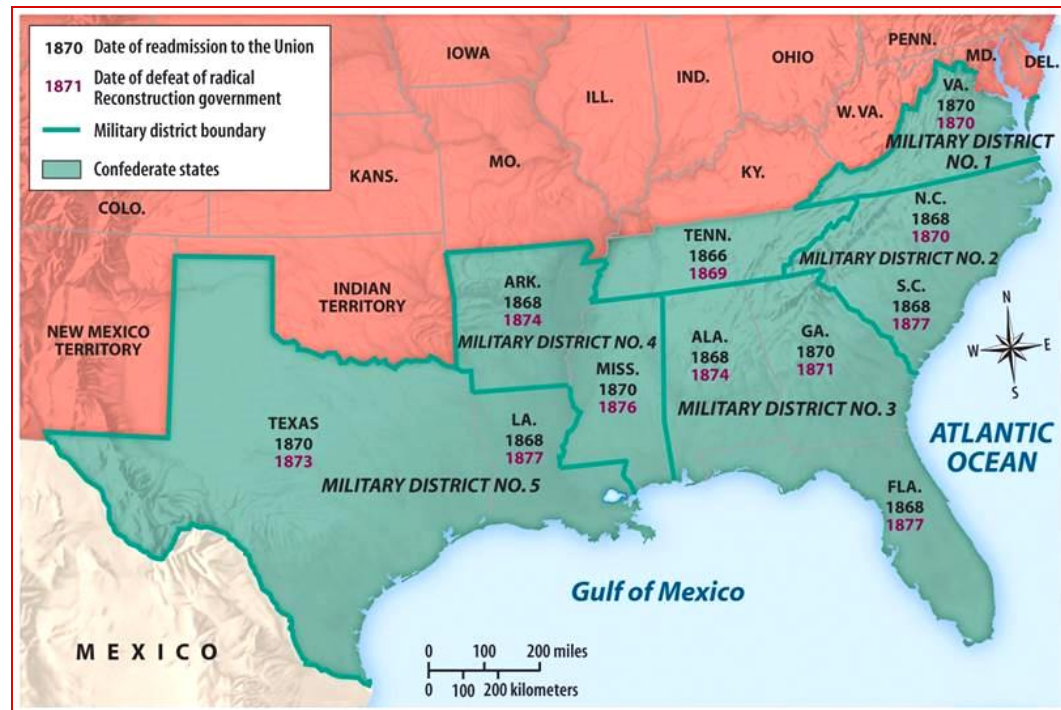 1870 Date of readmission to the Union
1871 Date of defeat of radical
Reconstruction government
Military district boundary
Confederate states
IOWA
ILL.
IND.
OHIO
PENN.
MD.
DEL.
W. VA.
VA.
1870
1870
MILITARY DISTRICT
NO. 1
COLO.
KANS.
MO.
KY.
N.C.
1868
1870
MILITARY DISTRICT NO. 2
TENN.
1866
1869
S.C.
1868
1877
NEW MEXICO
TERRITORY
INDIAN
TERRITORY
ARK.
1868
1874
MILITARY DISTRICT NO. 4
MISS.
1870
1876
ALA.
1868
1874
GA.
1870
1871
MILITARY DISTRICT NO. 3
TEXAS
1870
1873
LA.
1868
1877
MILITARY DISTRICT NO. 5
FLA.
1868
1877
N
W E
S
ATLANTIC
OCEAN
Gulf of Mexico
MEXICO
0 100 200 miles
0 100 200 kilometers